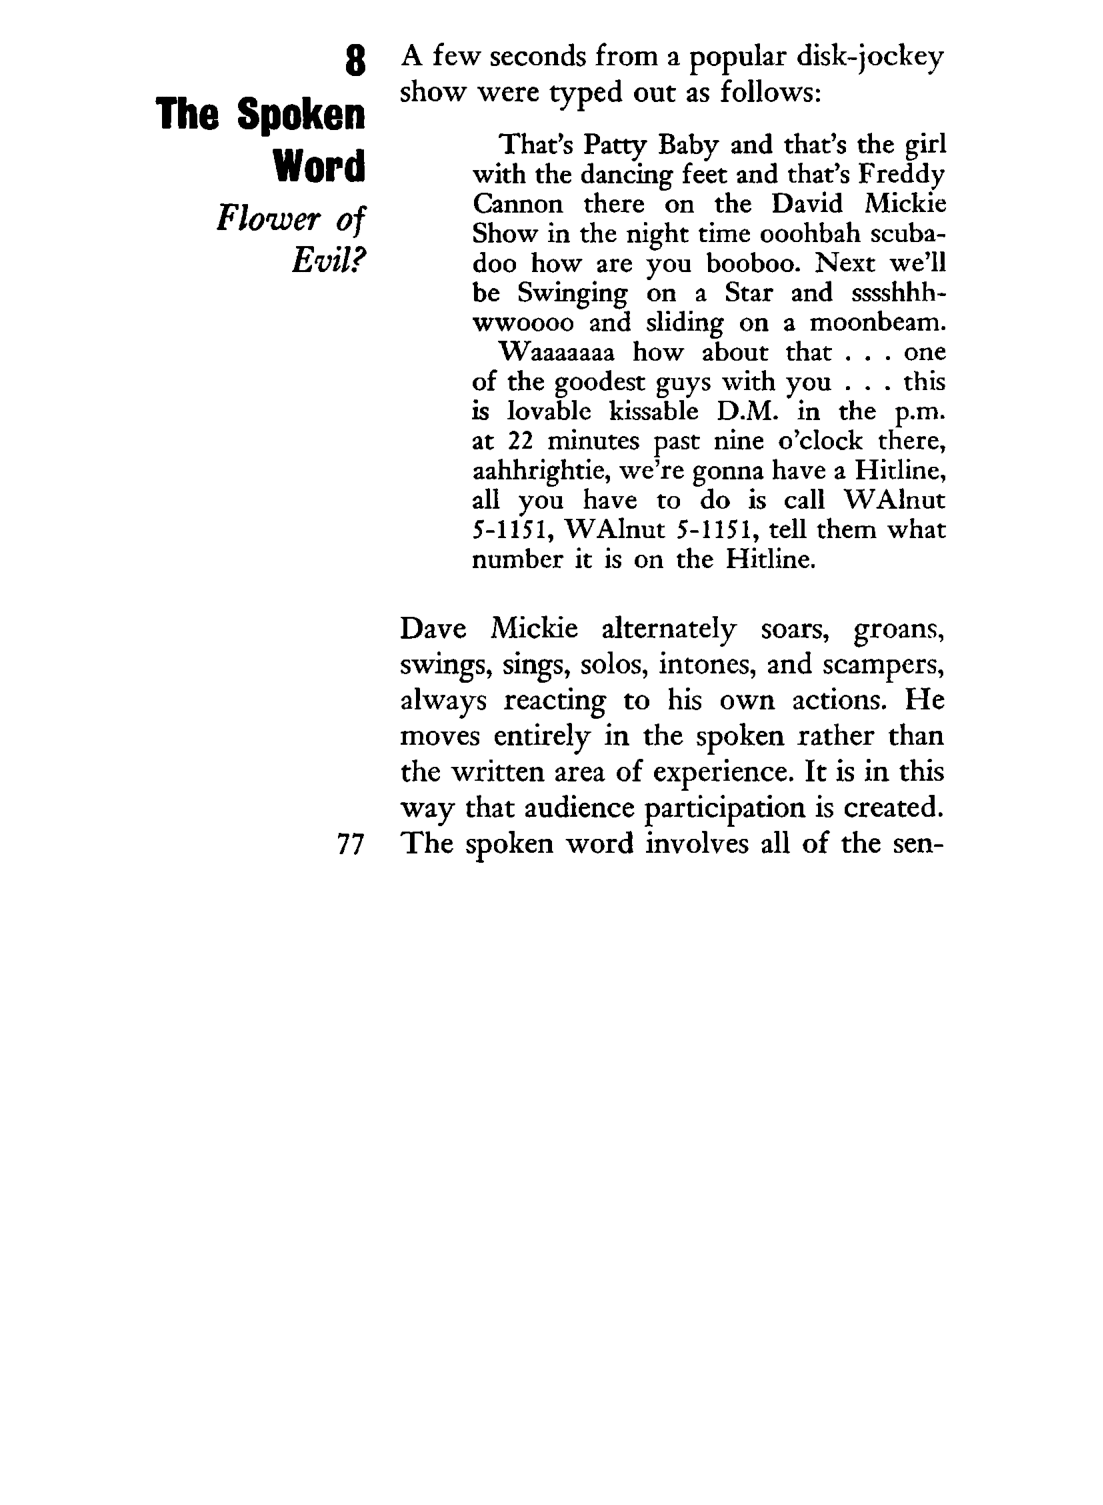 8
The Spoken
Word
Flower of
Evil?
A few seconds from a popular disk-jockey
show were typed out as follows:
That's Patty Baby and that's the girl
with the dancing feet and that's Freddy
Cannon there on the David Mickie
Show in the night time ooohbah scuba-
doo how are you booboo. Next we'll
be Swinging on a Star and sssshhh-
wwoooo and sliding on a moonbeam.
Waaaaaaa how about that . . . one
of the goodest guys with you . . . this
is lovable kissable D.M. in the p.m.
at 22 minutes past nine o'clock there,
aahhrightie, we're gonna have a Hitline,
all you have to do is call WAlnut
5-1151, WAlnut 5-1151, tell them what
number it is on the Hitline.
Dave Mickie alternately soars, groans,
swings, sings, solos, intones, and scampers,
always reacting to his own actions. He
moves entirely in the spoken rather than
the written area of experience. It is in this
way that audience participation is created.
77 The spoken word involves all of the sen-